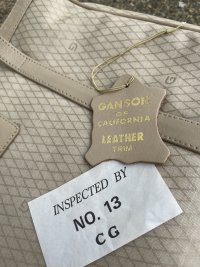 GANSON
OF
CALIFORNIA
LEATHER
TRIM
INSPECTED BY
NO. 13
CG